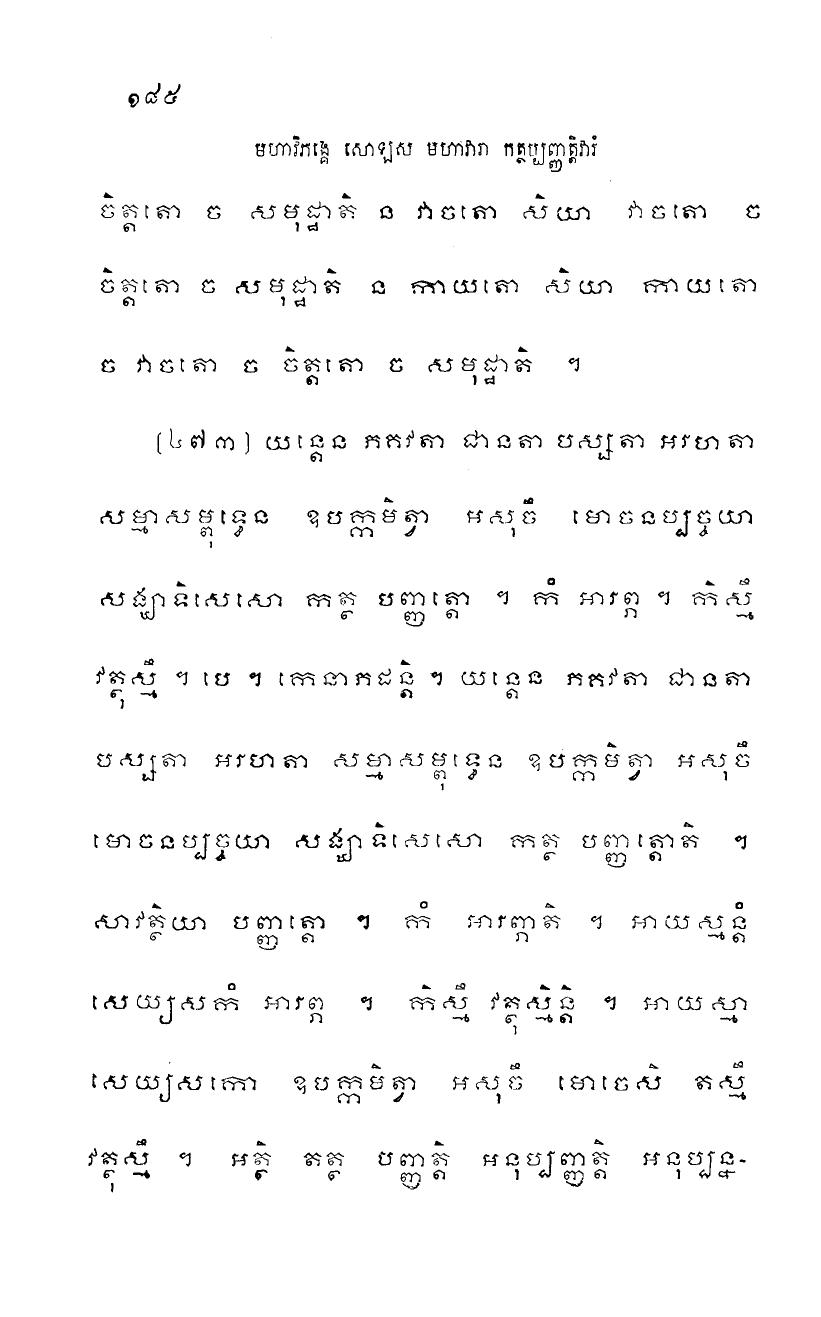 ១៨៥
មហាវិភង្គេ សោឡស មហាវារា កត្ថប្បញ្ញត្តិវារំ
ចិត្តតោ ច សមុដ្ឋាតិ ន វាចតោ សិយា វាចតោ ច
ចិត្តតោ ច សមុដ្ឋាតិ ន កាយតោ សិយា កាយតោ
ច វាចតោ ច ចិត្តតោ ច សមុដ្ឋាតិ ។
(៤៧៣) យន្តេន ភគវតា ជានតា បស្សតា អរហតា
សម្មាសម្ពុទ្ធេន ឧបក្កមិត្វា អសុចឹ មោចនប្បច្ចយា
សង្ឃាទិសេសោ កត្ថ បញ្ញត្តោ ។ កំ អារព្ភ ។ កិស្មឹ
វត្ថុស្មឹ ។ បេ ។ កេនាភដន្តិ ។ យន្តេន ភគវតា ជានតា
បស្សតា អរហតា សម្មាសម្ពុទ្ធេន ឧបក្កមិត្វា អសុចឹ
មោចនប្បច្ចយា សង្ឃាទិសេសោ កត្ថ បញ្ញត្តោតិ ។
សាវត្ថិយា បញ្ញត្តោ ។ កំ អារព្ភាតិ ។ អាយស្មន្តំ
សេយ្យសកំ អារព្ភ ។ កិស្មឹ វត្ថុស្មិន្តិ ។ អាយស្មា
សេយ្យសកោ ឧបក្កមិត្វា អសុចឹ មោចេសិ តស្មឹ
វត្ថុស្មឹ ។ អត្ថិ តត្ថ បញ្ញត្តិ អនុប្បញ្ញត្តិ អនុប្បន្ន-